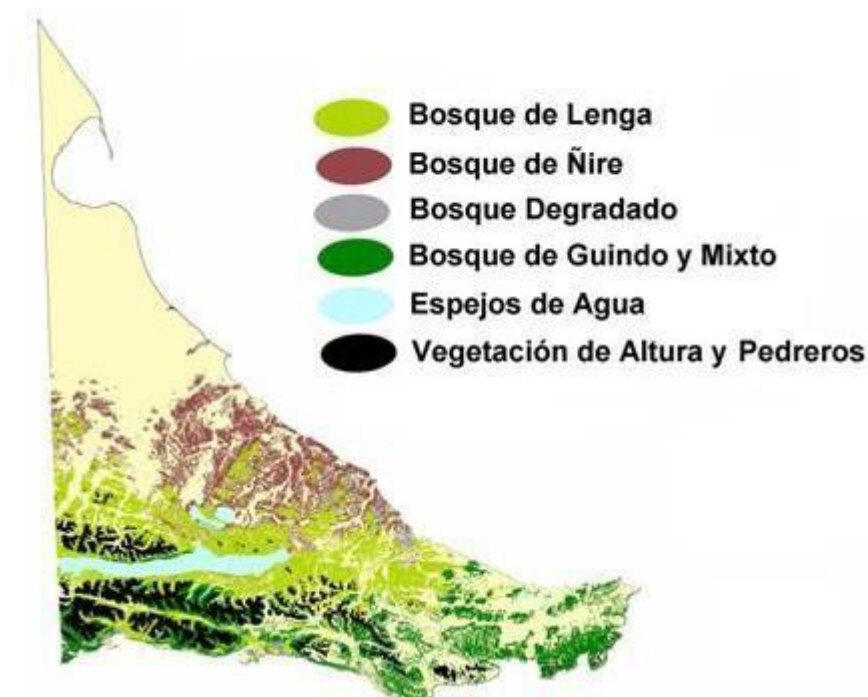 Bosque de Lenga
Bosque de Ñire
Bosque Degradado
Bosque de Guindo y Mixto
Espejos de Agua
Vegetación de Altura y Pedreros